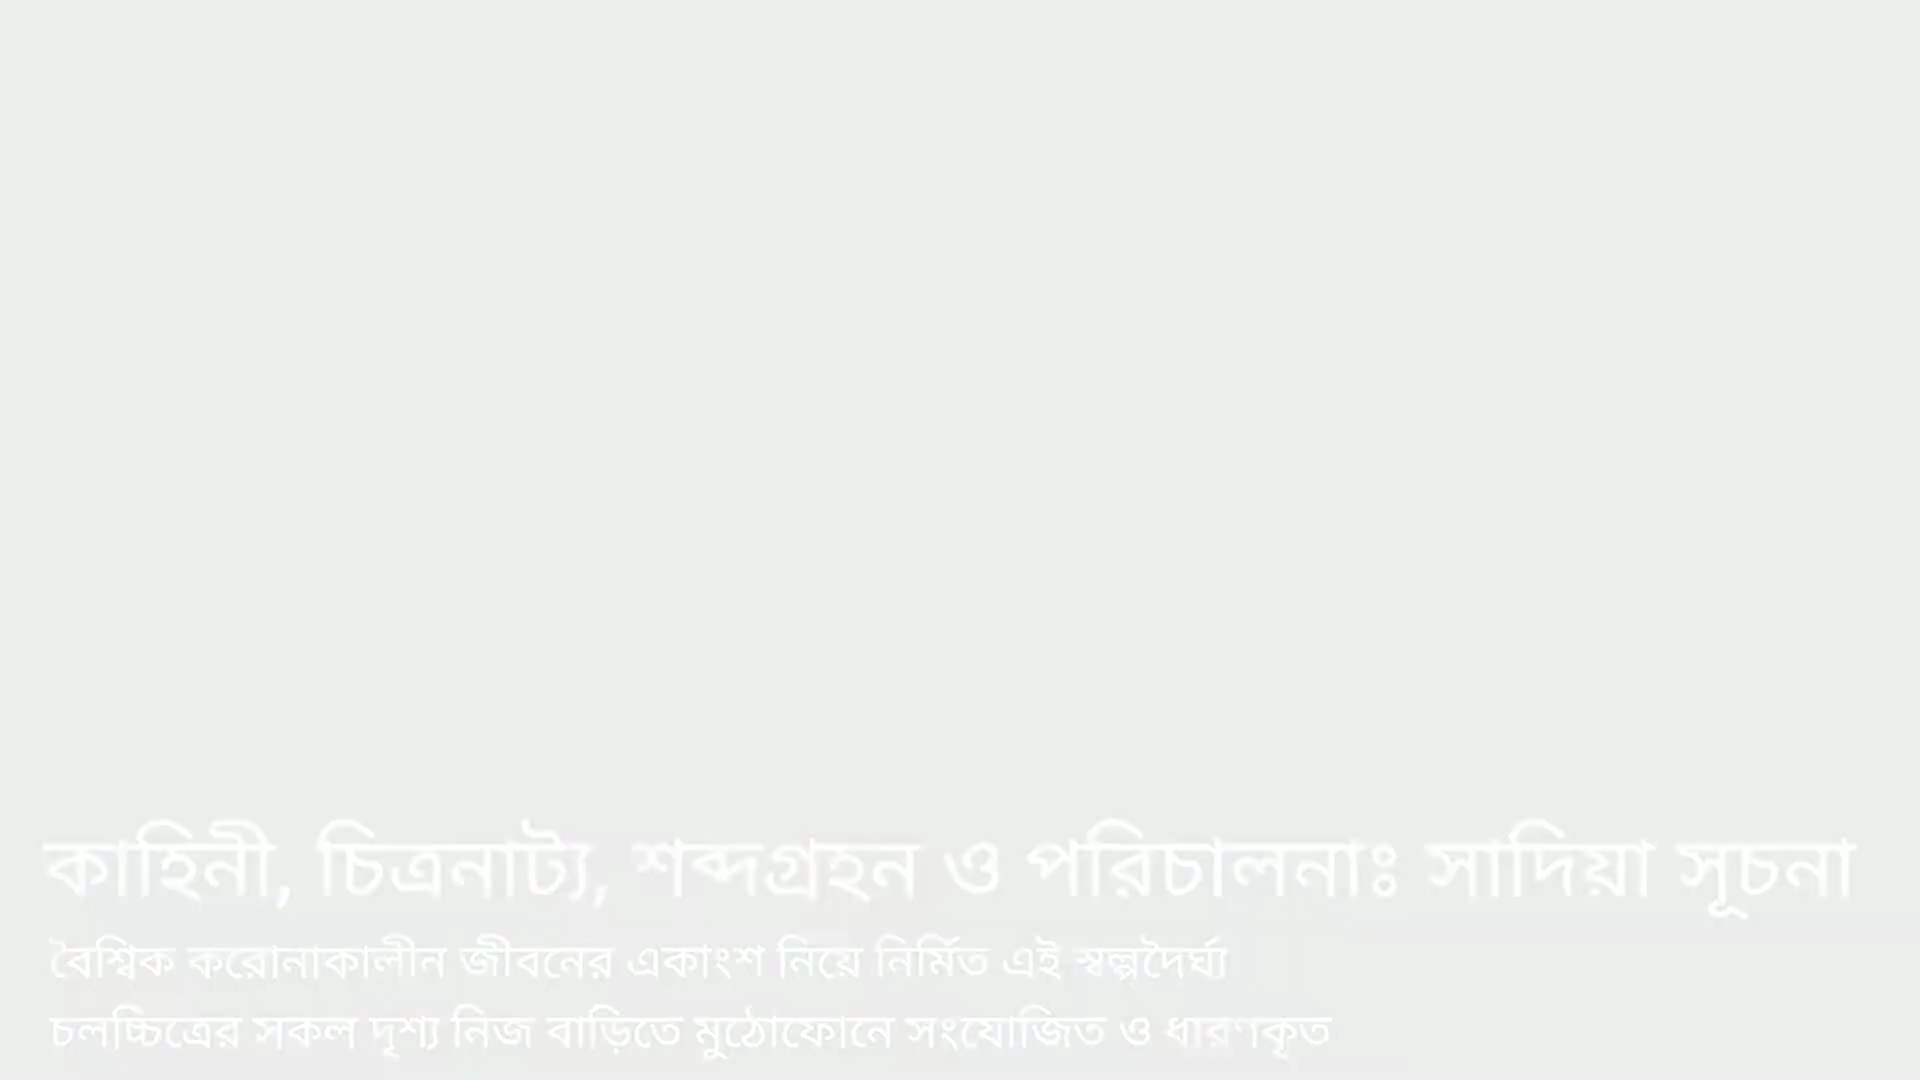 কাহিনী, চিত্রনাট্য, শব্দগ্রহন ও পরিচালনাঃ সাদিয়া সূচনা
বৈশ্বিক করোনাকালীন জীবনের একাংশ নিয়ে নির্মিত এই স্বল্পদৈর্ঘ্য
চলচ্চিত্রের সকল দৃশ্য নিজ বাড়িতে মুঠোফোনে সংযোজিত ও ধারণকৃত